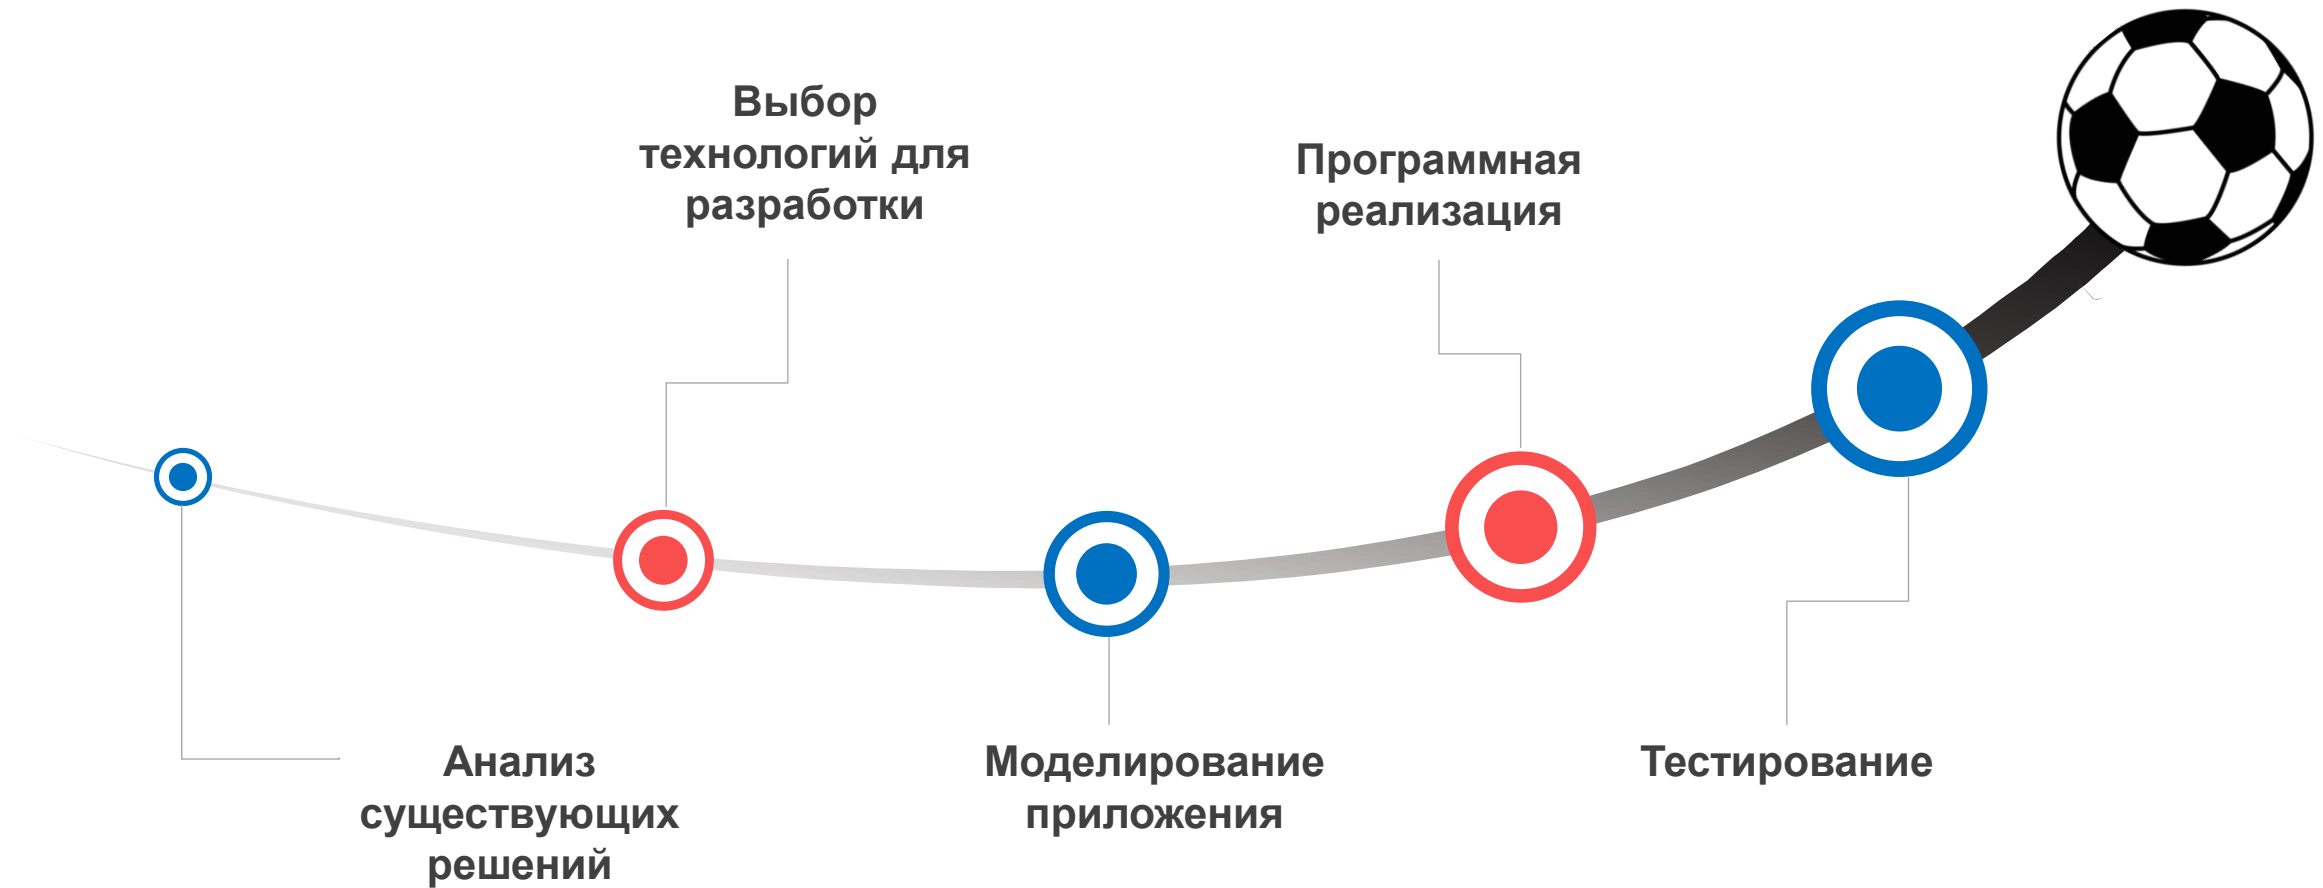 Выбор
технологий для
разработки
Программная
реализация
Анализ
существующих
решений
Моделирование
приложения
Тестирование